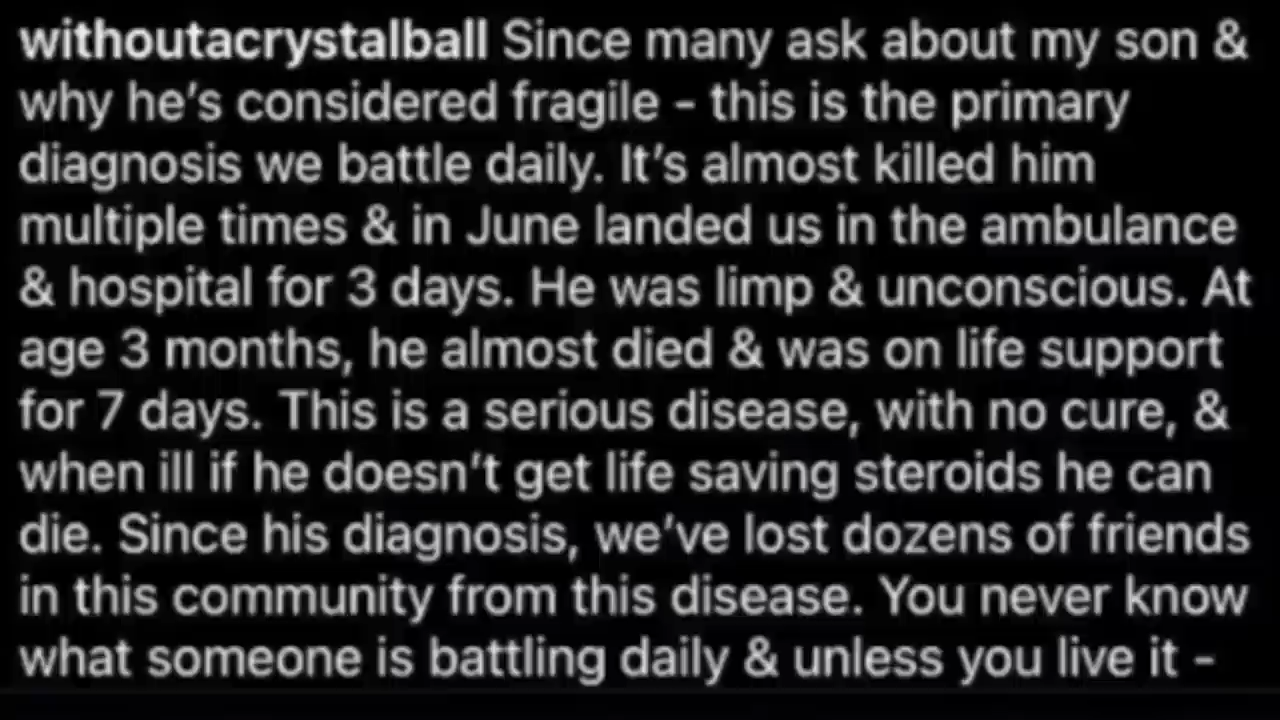 withoutacrystalball Since many ask about my son &
why he’s considered fragile - this is the primary
diagnosis we battle daily. It’s almost killed him
multiple times & in June landed us in the ambulance
& hospital for 3 days. He was limp & unconscious. At
age 3 months, he almost died & was on life support
for 7 days. This is a serious disease, with no cure, &
when ill if he doesn’t get life saving steroids he can
die. Since his diagnosis, we’ve lost dozens of friends
in this community from this disease. You never know
what someone is battling daily & unless you live it -